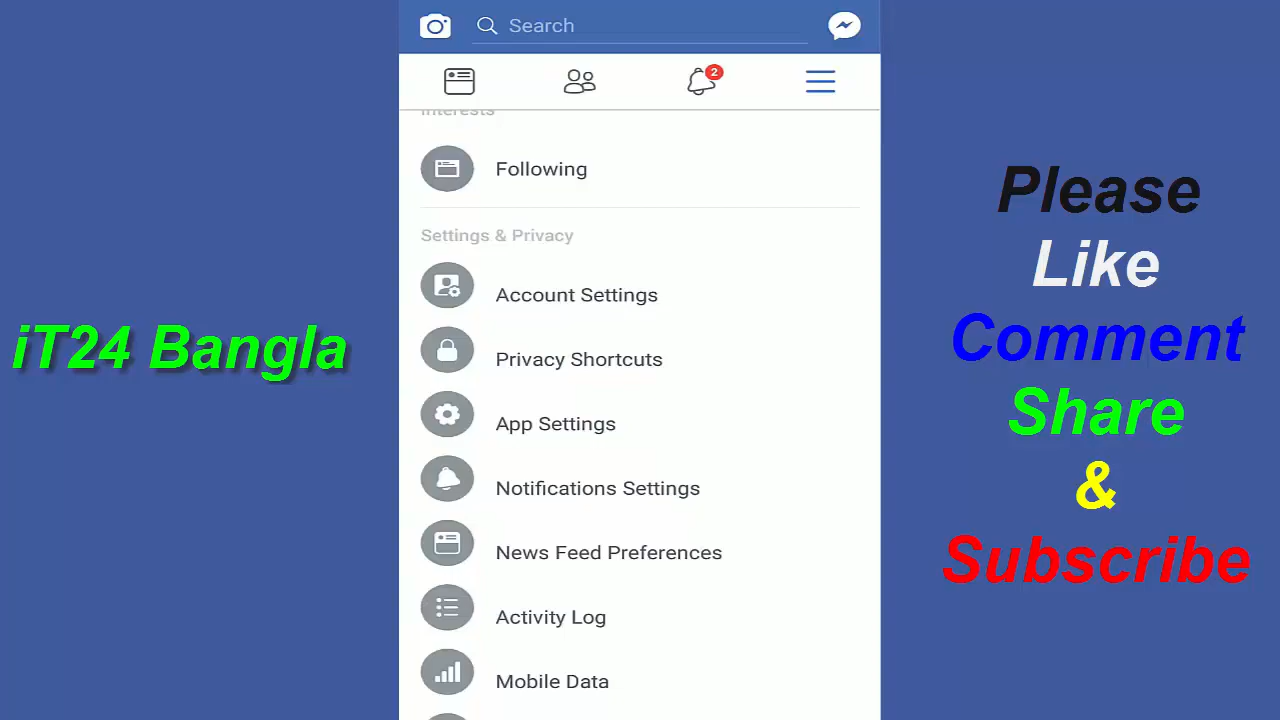 Search
2
Interests
Following
Settings & Privacy
Account Settings
Privacy Shortcuts
App Settings
Notifications Settings
News Feed Preferences
Activity Log
Mobile Data
iT24 Bangla
Please
Like
Comment
Share
&
Subscribe